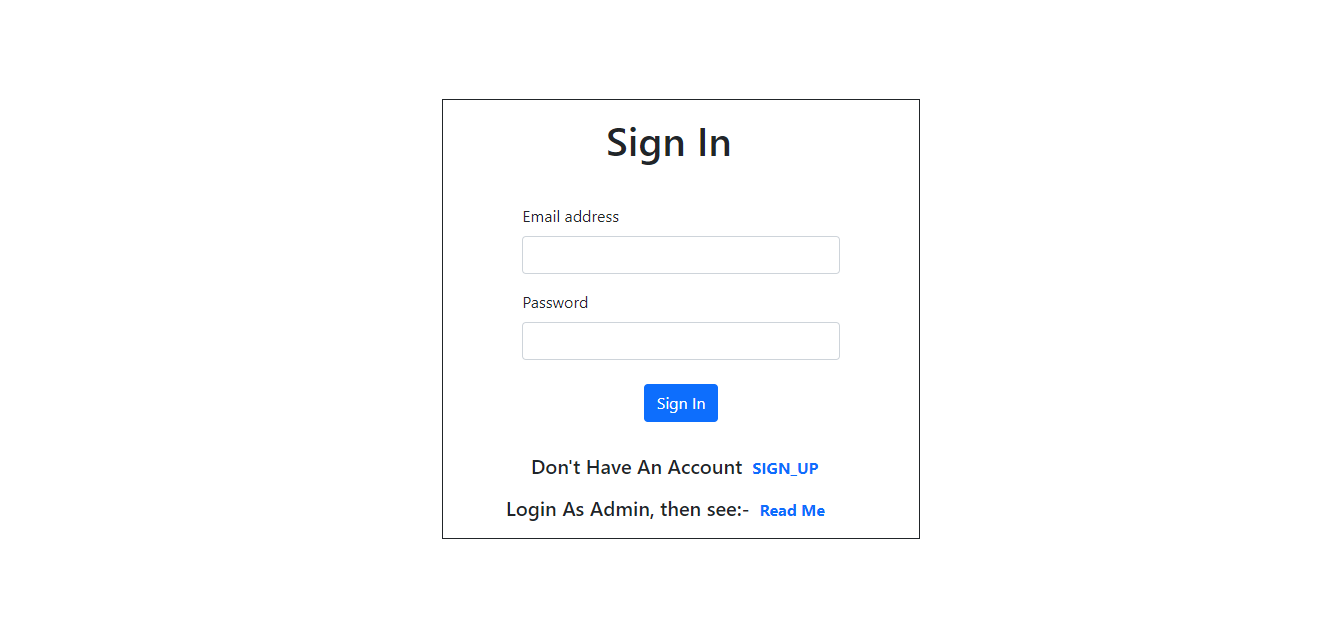 Sign In
Email address
Password
Sign In
Don't Have An Account SIGN_UP
Login As Admin, then see:- Read Me